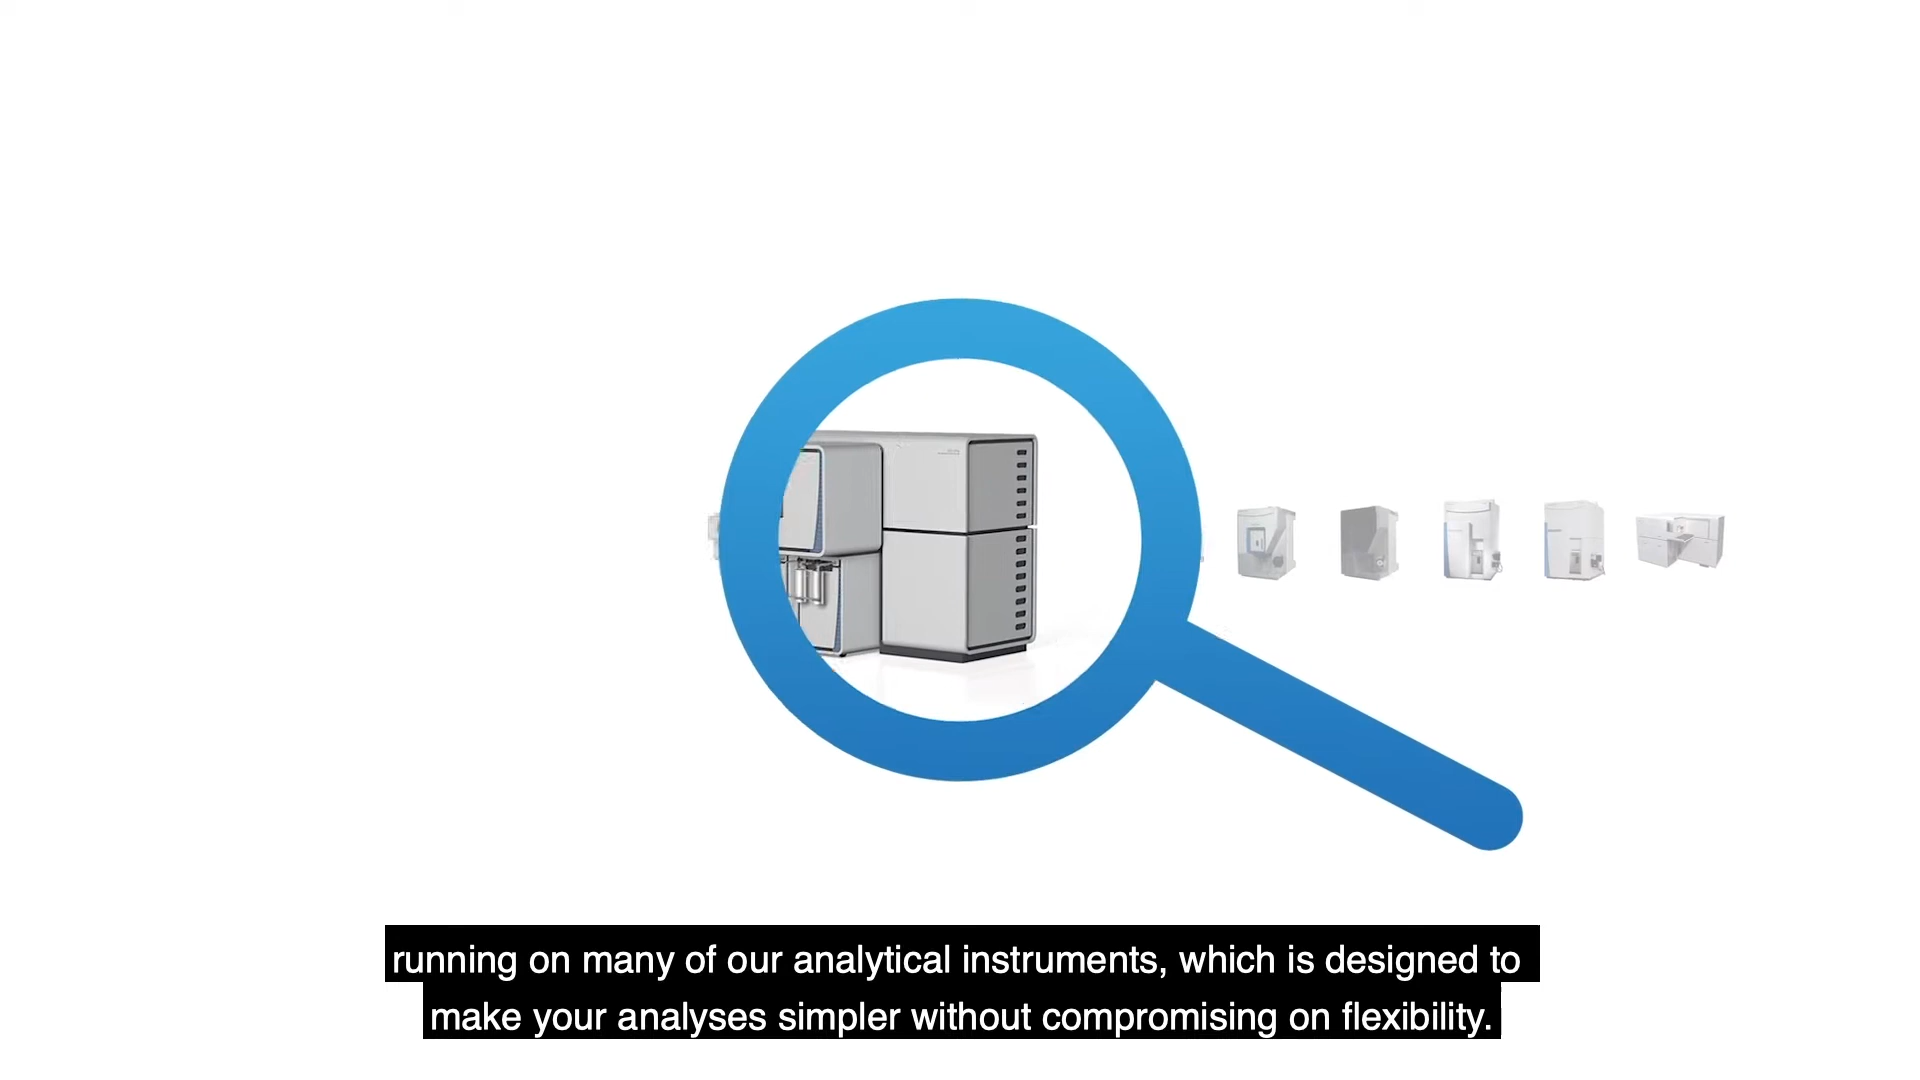 running on many of our analytical instruments, which is designed to
make your analyses simpler without compromising on flexibility.